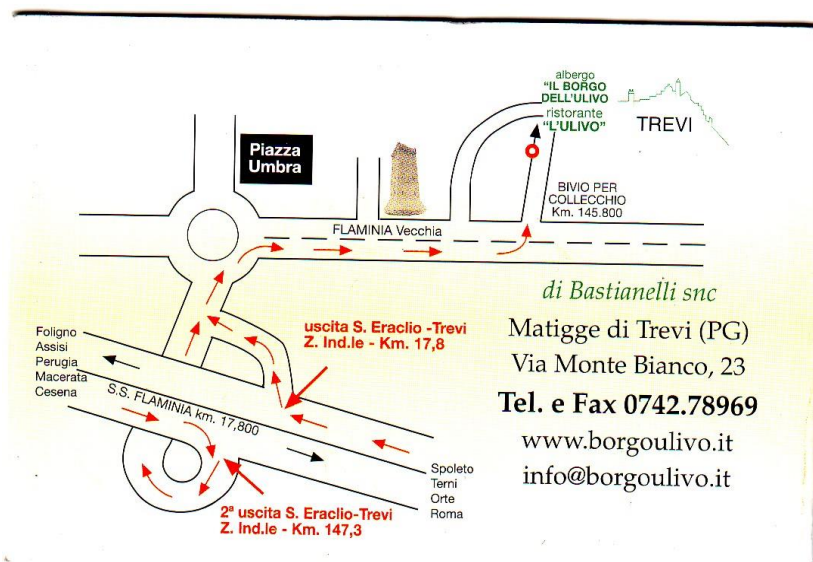 albergo
"IL BORGO
DELL'ULIVO
ristorante
"L'ULIVO"
TREVI
Piazza
Umbra
BIVIO PER
COLLECCHIO
Km. 145.800
FLAMINIA Vecchia
di Bastianelli snc
Matigge di Trevi (PG)
Via Monte Bianco, 23
Tel. e Fax 0742.78969
www.borgoulivo.it
info@borgoulivo.it
uscita S. Eraclio -Trevi
Z. Ind.le - Km. 17,8
Foligno
Assisi
Perugia
Macerata
Cesena
S.S. FLAMINIA km. 17,800
Spoleto
Terni
Orte
Roma
2ª uscita S. Eraclio-Trevi
Z. Ind.le - Km. 147,3